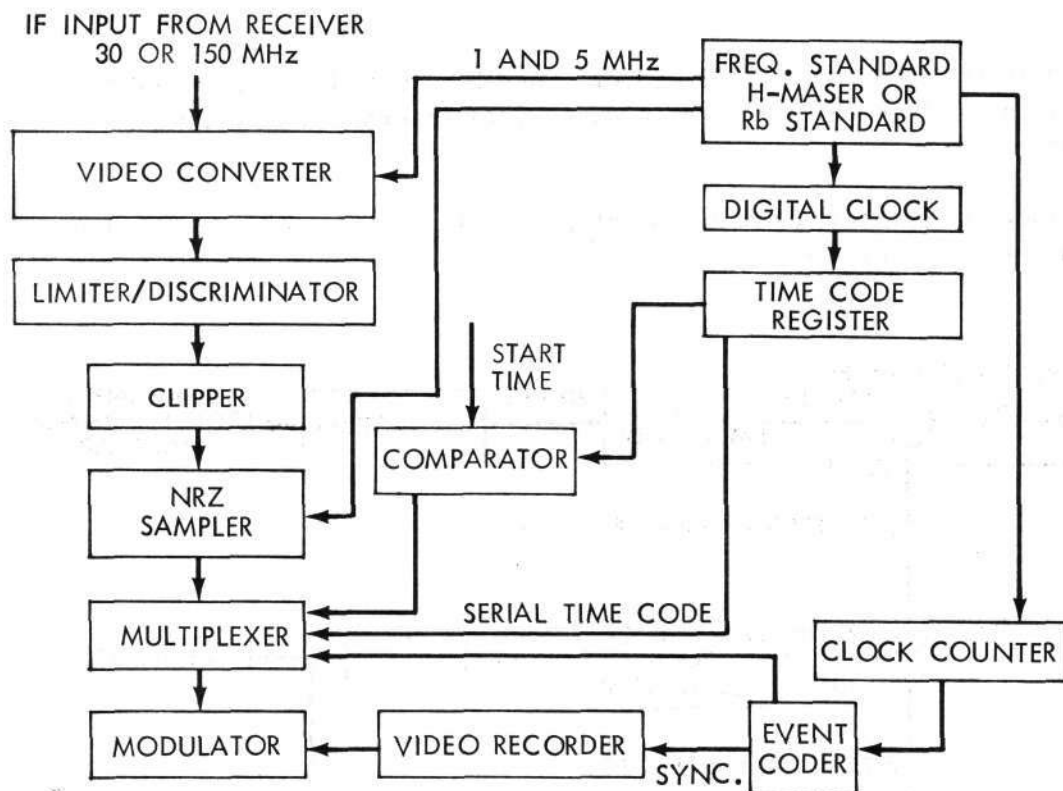 IF INPUT FROM RECEIVER
30 OR 150 MHz
1 AND 5 MHz
FREQ. STANDARD
H-MASER OR
Rb STANDARD
VIDEO CONVERTER
DIGITAL CLOCK
LIMITER/DISCRIMINATOR
TIME CODE
REGISTER
START
TIME
CLIPPER
COMPARATOR
NRZ
SAMPLER
SERIAL TIME CODE
MULTIPLEXER
CLOCK COUNTER
MODULATOR
VIDEO RECORDER
SYNC.
EVENT
CODER